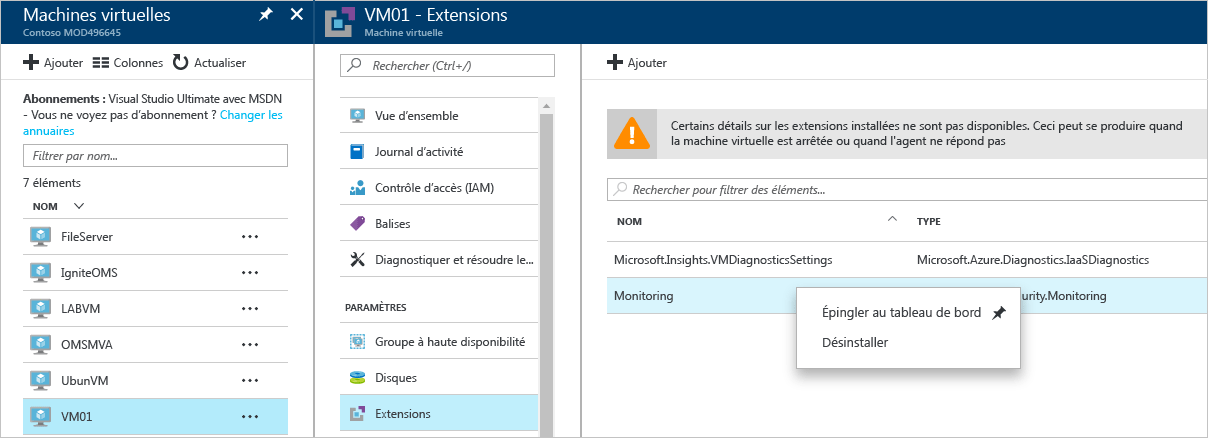 Machines virtuelles
Contoso MOD496645
Ajouter
Colonnes
Actualiser
Abonnements : Visual Studio Ultimate avec MSDN
- Vous ne voyez pas d'abonnement ? Changer les
annuaires
Filtrer par nom...
7 éléments
NOM
FileServer
IgniteOMS
LABVM
OMSMVA
UbunVM
VM01
VM01 - Extensions
Machine virtuelle
Rechercher (Ctrl+/)
Vue d'ensemble
Journal d'activité
Contrôle d'accès (IAM)
Balises
Diagnostiquer et résoudre le...
PARAMÈTRES
Groupe à haute disponibilité
Disques
Extensions
Ajouter
Certains détails sur les extensions installées ne sont pas disponibles. Ceci peut se produire quand
la machine virtuelle est arrêtée ou quand l'agent ne répond pas
Rechercher pour filtrer des éléments...
NOM
TYPE
Microsoft.Insights.VMDiagnosticsSettings
Microsoft.Azure.Diagnostics.IaaSDiagnostics
Monitoring
urity.Monitoring
Épingler au tableau de bord
Désinstaller